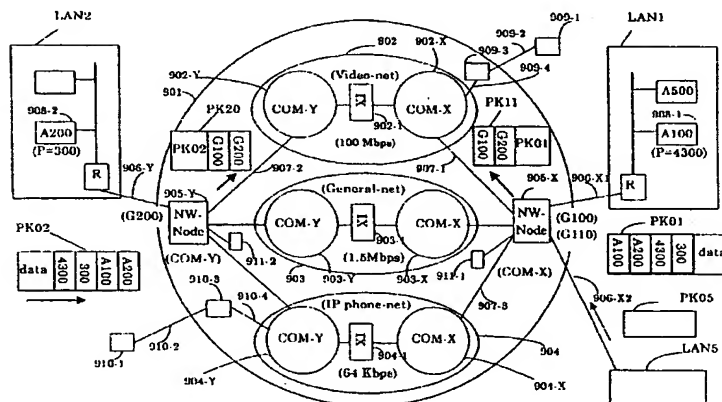 LAN2
902
902-X
909-2
909-1
909-3
LAN1
902-Y
(Video-net)
909-4
901
COM-Y
IX
COM-X
A500
908-2
PK20
PK11
908-1
A200
902-1
A100
(P=300)
PK02
G100
G200
(100 Mbps)
G100
G200
PK01
(P=4300)
R
906-Y
907-2
907-1
905-X
906-X1
R
905-Y
(General-net)
(G200)
NW-Node
COM-Y
IX
COM-X
NW-Node
(G100)
(G110)
PK01
PK02
903-1
(1.5Mbps)
data
4300
300
A100
A200
(COM-Y)
911-2
903
903-Y
903-X
911-1
(COM-X)
A100
A200
4300
300
data
910-3
910-4
(IP phone-net)
907-3
906-X2
COM-Y
IX
COM-X
PK05
910-2
904-1
904
910-1
904-Y
(64 Kbps)
904-X
LAN5